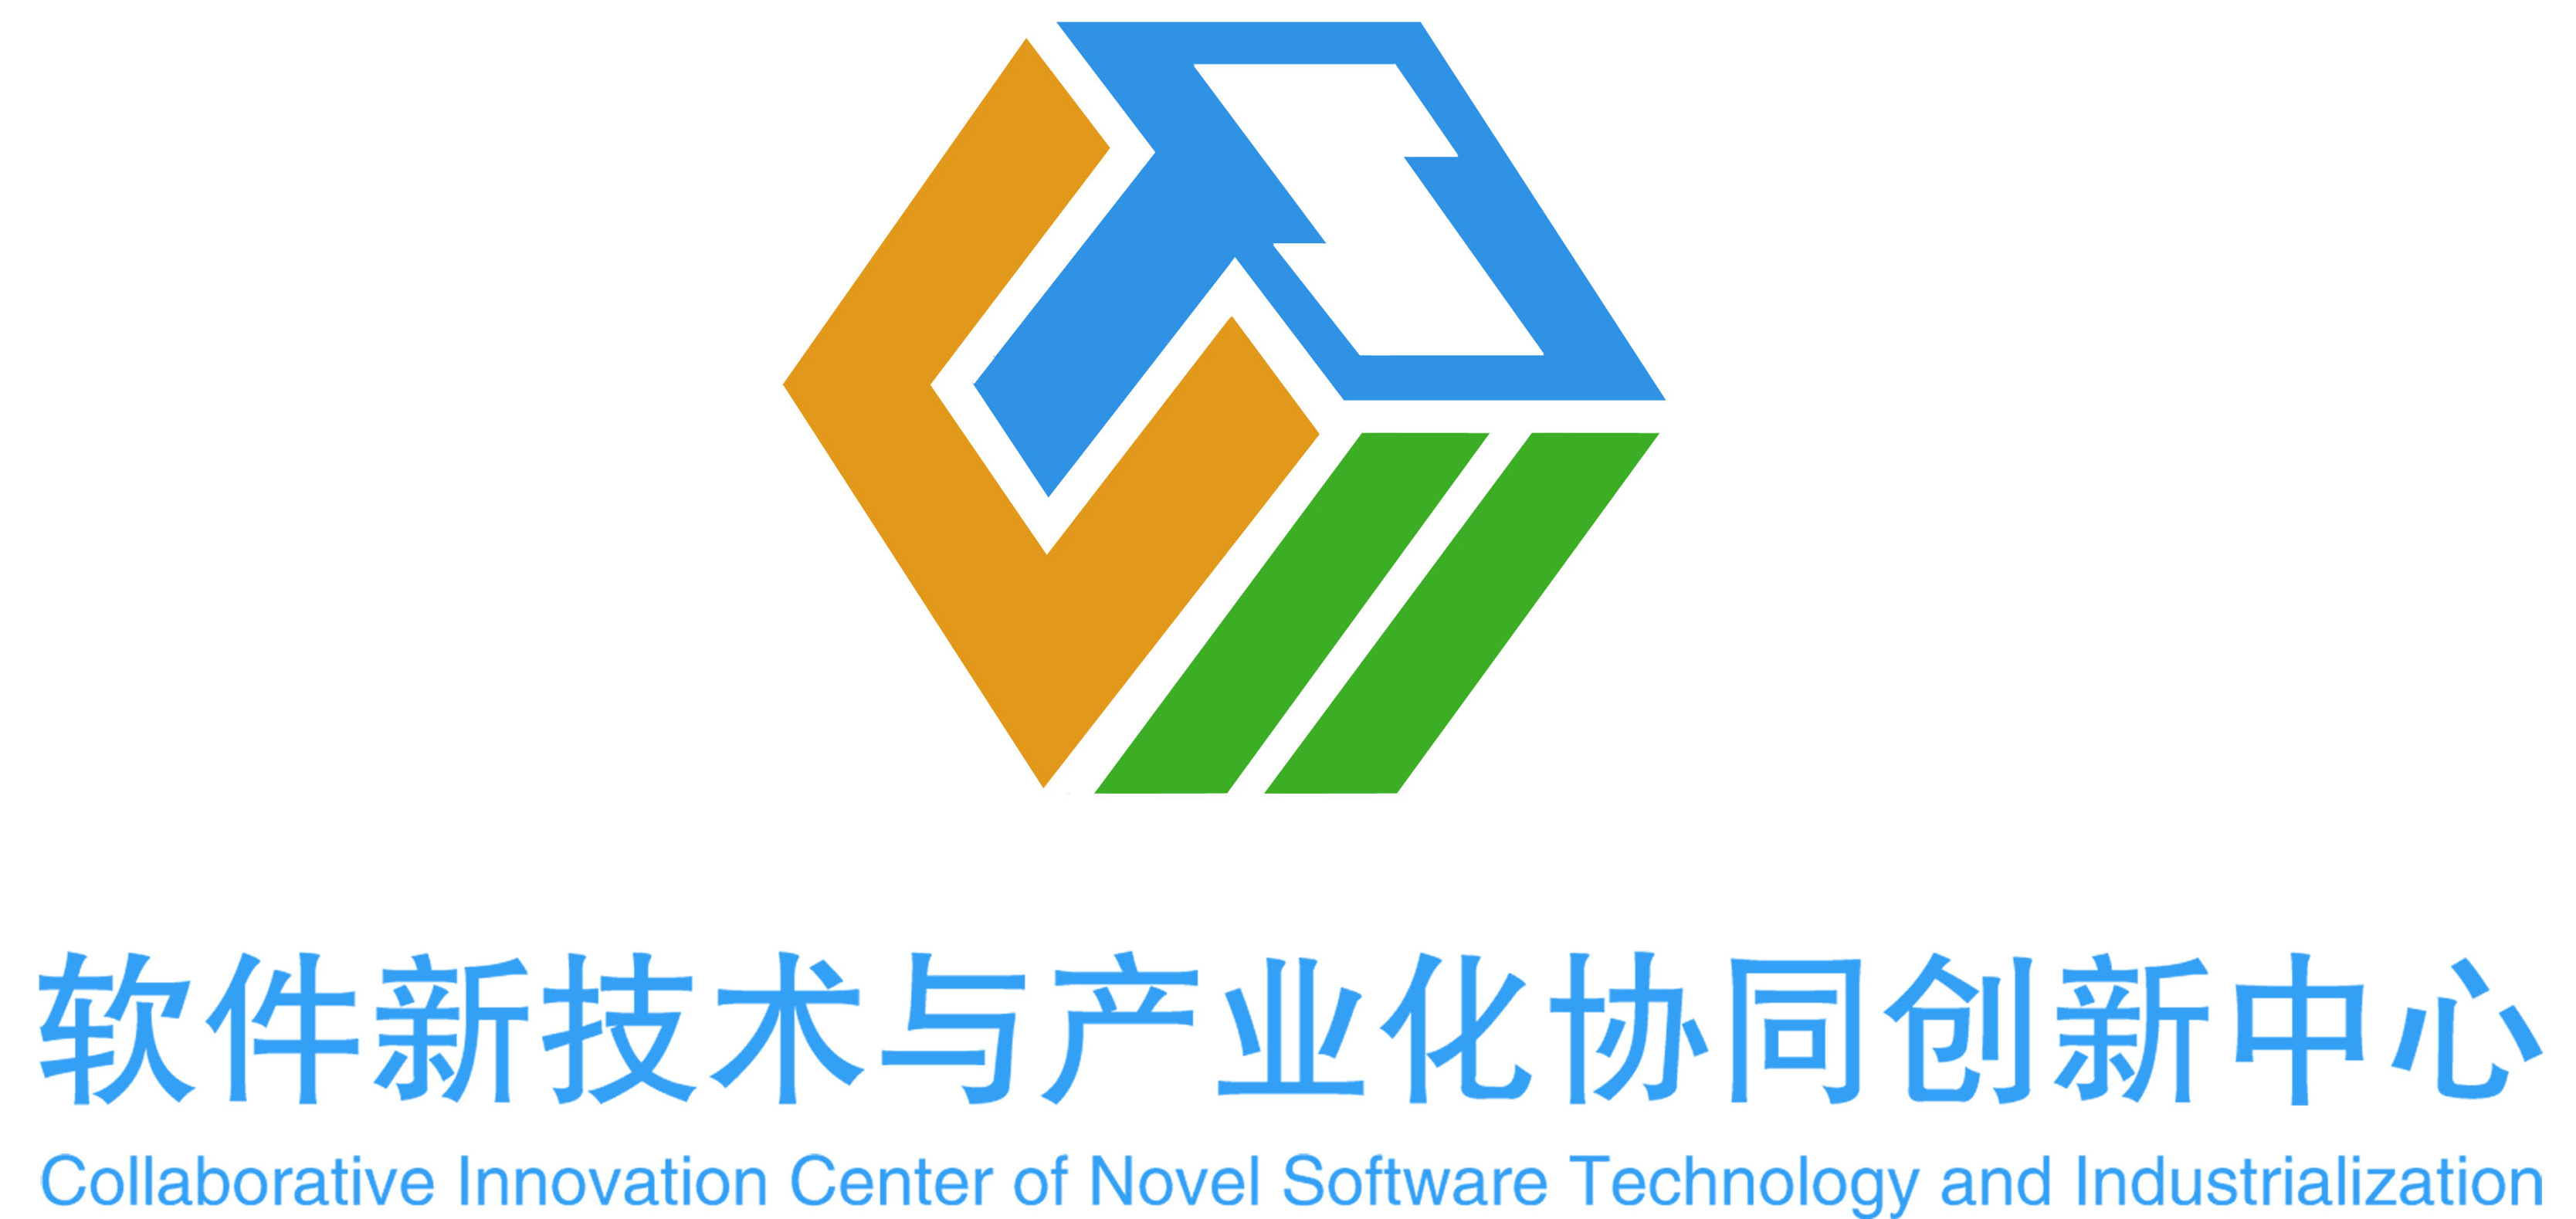 软件新技术与产业化协同创新中心
Collaborative Innovation Center of Novel Software Technology and Industrialization